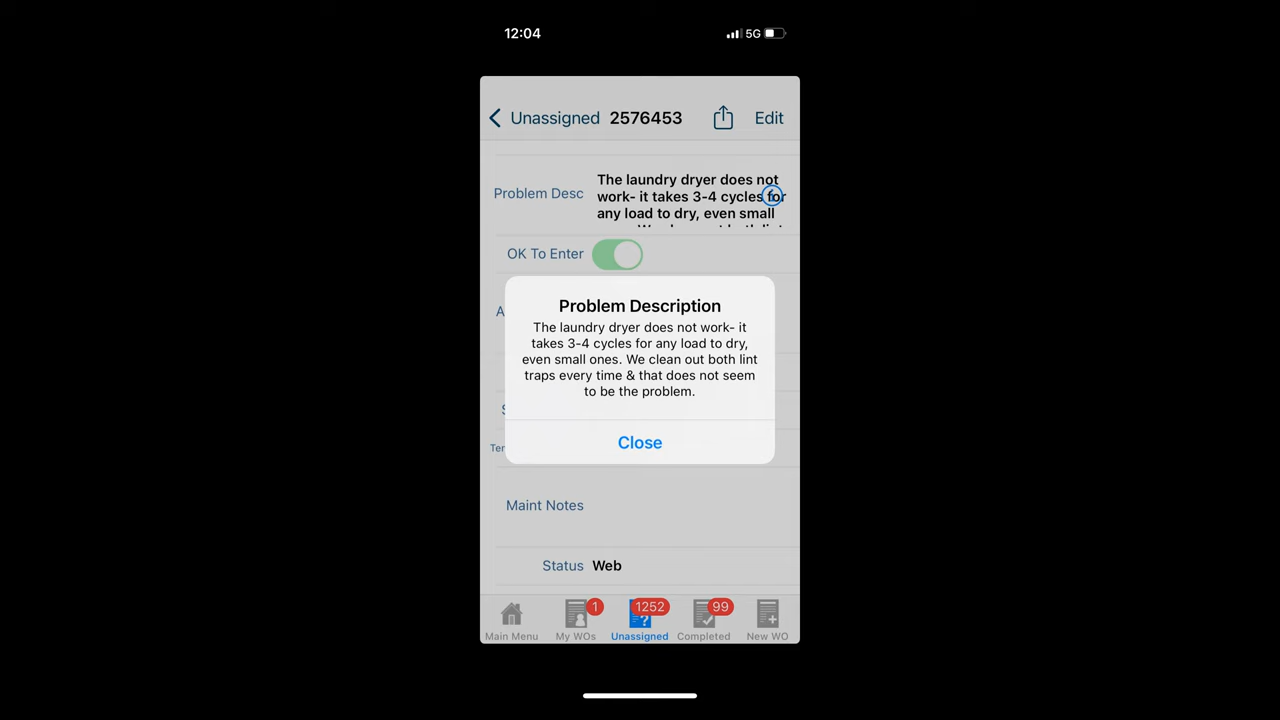 12:04
5G
Unassigned 2576453 Edit
Problem Desc
The laundry dryer does not
work- it takes 3-4 cycles for
any load to dry, even small
OK To Enter
A
Problem Description
The laundry dryer does not work- it
takes 3-4 cycles for any load to dry,
even small ones. We clean out both lint
traps every time & that does not seem
to be the problem.
S
Ter
Close
Maint Notes
Status Web
1 1252 99
Main Menu My WOs Unassigned Completed New WO